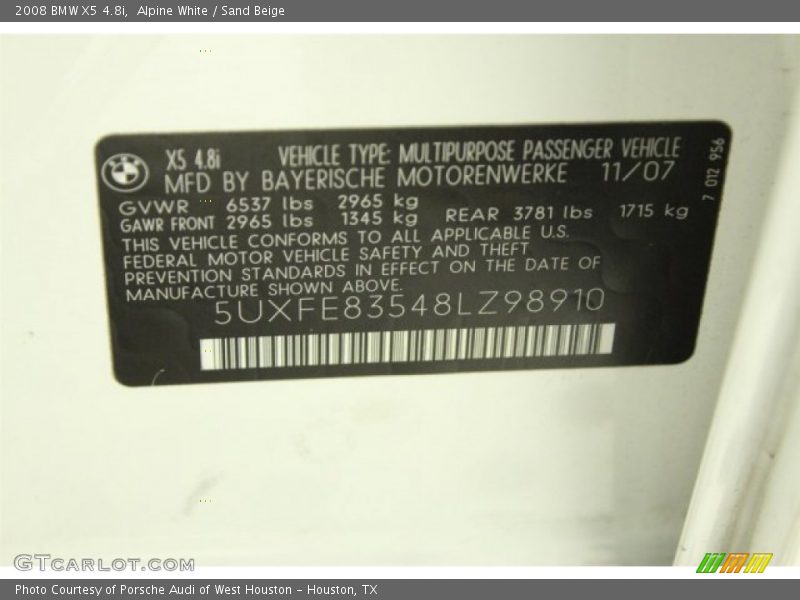 2008 BMW X5 4.8i,  Alpine White / Sand Beige
X5 4.8i VEHICLE TYPE: MULTIPURPOSE PASSENGER VEHICLE
MFD BY BAYERISCHE MOTORENWERKE 11/07
GVWR 6537 lbs 2965 kg
GAWR FRONT 2965 lbs 1345 kg REAR 3781 lbs 1715 kg
THIS VEHICLE CONFORMS TO ALL APPLICABLE U.S.
FEDERAL MOTOR VEHICLE SAFETY AND THEFT
PREVENTION STANDARDS IN EFFECT ON THE DATE OF
MANUFACTURE SHOWN ABOVE.
5UXFE83548LZ98910
7 012 956
GTCARLOT.COM
Photo Courtesy of Porsche Audi of West Houston - Houston, TX